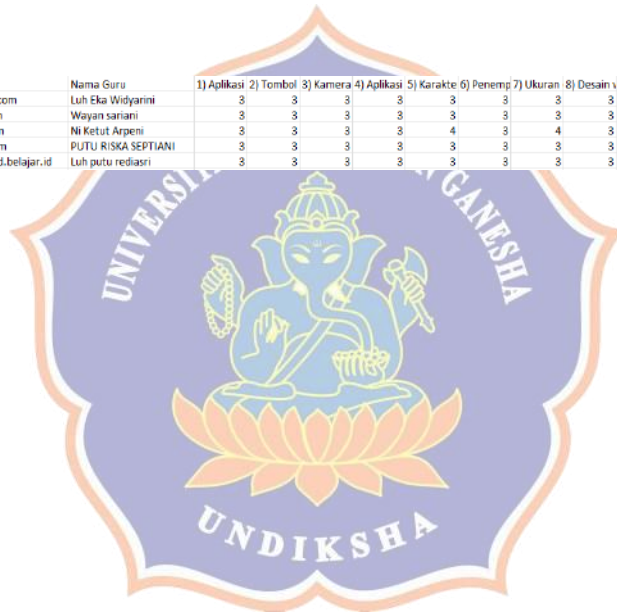 Nama Guru 1) Aplikasi 2) Tombol 3) Kamera 4) Aplikasi 5) Karakte 6) Penemp 7) Ukuran 8) Desain v
com Luh Eka Widyarini 3 3 3 3 3 3 3 3
n Wayan sariani 3 3 3 3 3 3 3 3
n Ni Ketut Arpeni 3 3 3 3 4 3 4 3
m PUTU RISKA SEPTIANI 3 3 3 3 3 3 3 3
d.belajar.id Luh putu rediasri 3 3 3 3 3 3 3 3
UNIVERSIT N GANESHA
UNDIKSHA